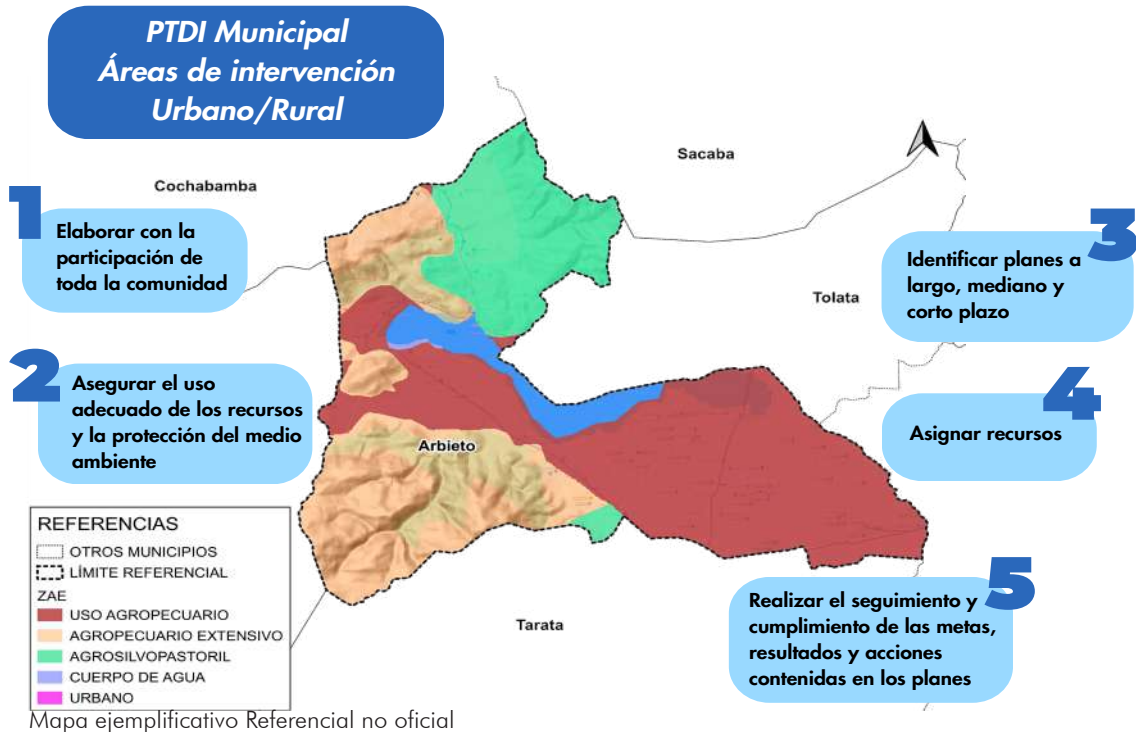 PTDI Municipal
Áreas de intervención
Urbano/Rural
Sacaba
Cochabamba
1
Elaborar con la
participación de
toda la comunidad
3
Identificar planes a
largo, mediano y
corto plazo
Tolata
2
Asegurar el uso
adecuado de los recursos
y la protección del medio
ambiente
4
Asignar recursos
Arbieto
REFERENCIAS
OTROS MUNICIPIOS
LÍMITE REFERENCIAL
ZAE
USO AGROPECUARIO
AGROPECUARIO EXTENSIVO
AGROSILVOPASTORIL
CUERPO DE AGUA
URBANO
Tarata
5
Realizar el seguimiento y
cumplimiento de las metas,
resultados y acciones
contenidas en los planes
Mapa ejemplificativo Referencial no oficial